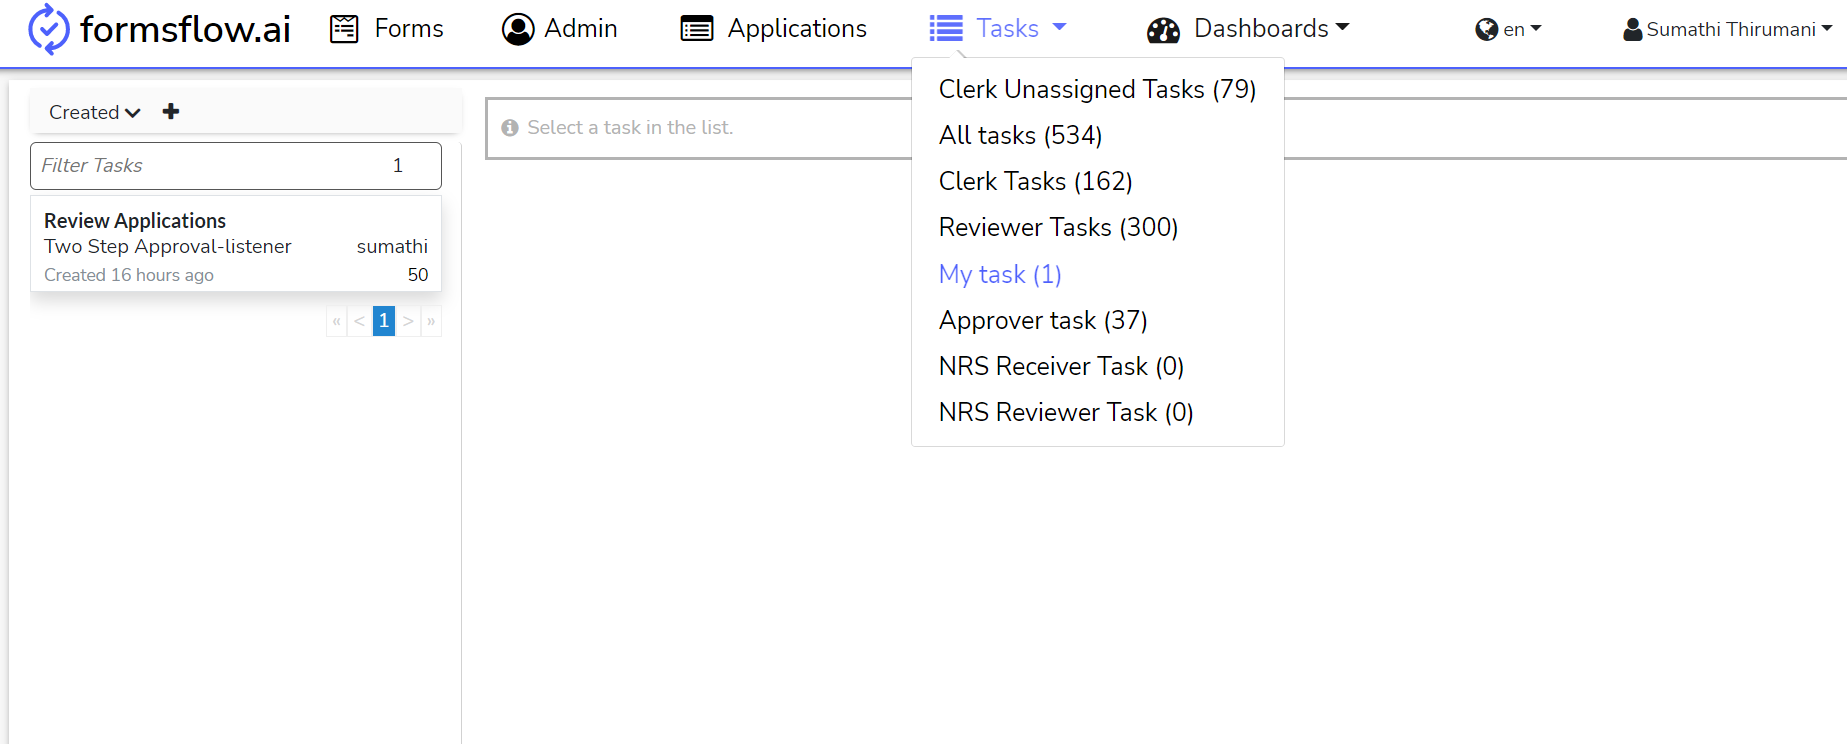 formsflow.ai Forms Admin Applications Tasks Dashboards en Sumathi Thirumani
Created
Filter Tasks 1
Review Applications
Two Step Approval-listener sumathi
Created 16 hours ago 50
« < 1 > »
Select a task in the list.
Clerk Unassigned Tasks (79)
All tasks (534)
Clerk Tasks (162)
Reviewer Tasks (300)
My task (1)
Approver task (37)
NRS Receiver Task (0)
NRS Reviewer Task (0)